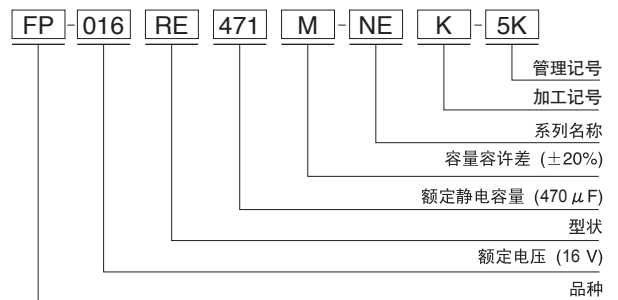 FP-016 RE 471 M-NE K-5K
管理记号
加工记号
系列名称
容量容许差 (±20%)
额定静电容量 (470 μF)
型状
额定电压 (16 V)
品种